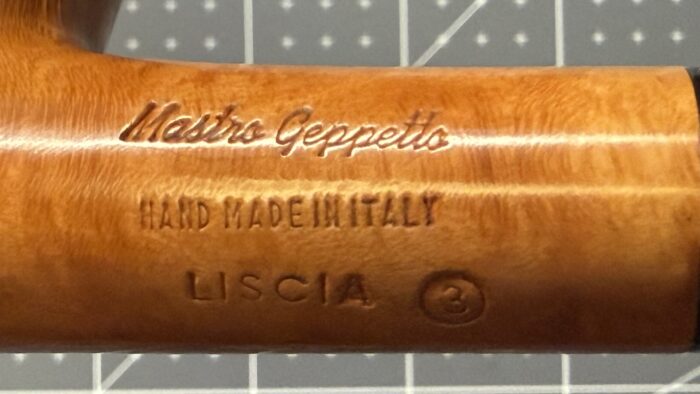 Mastro Geppetto
HAND MADE IN ITALY
LISCIA 3